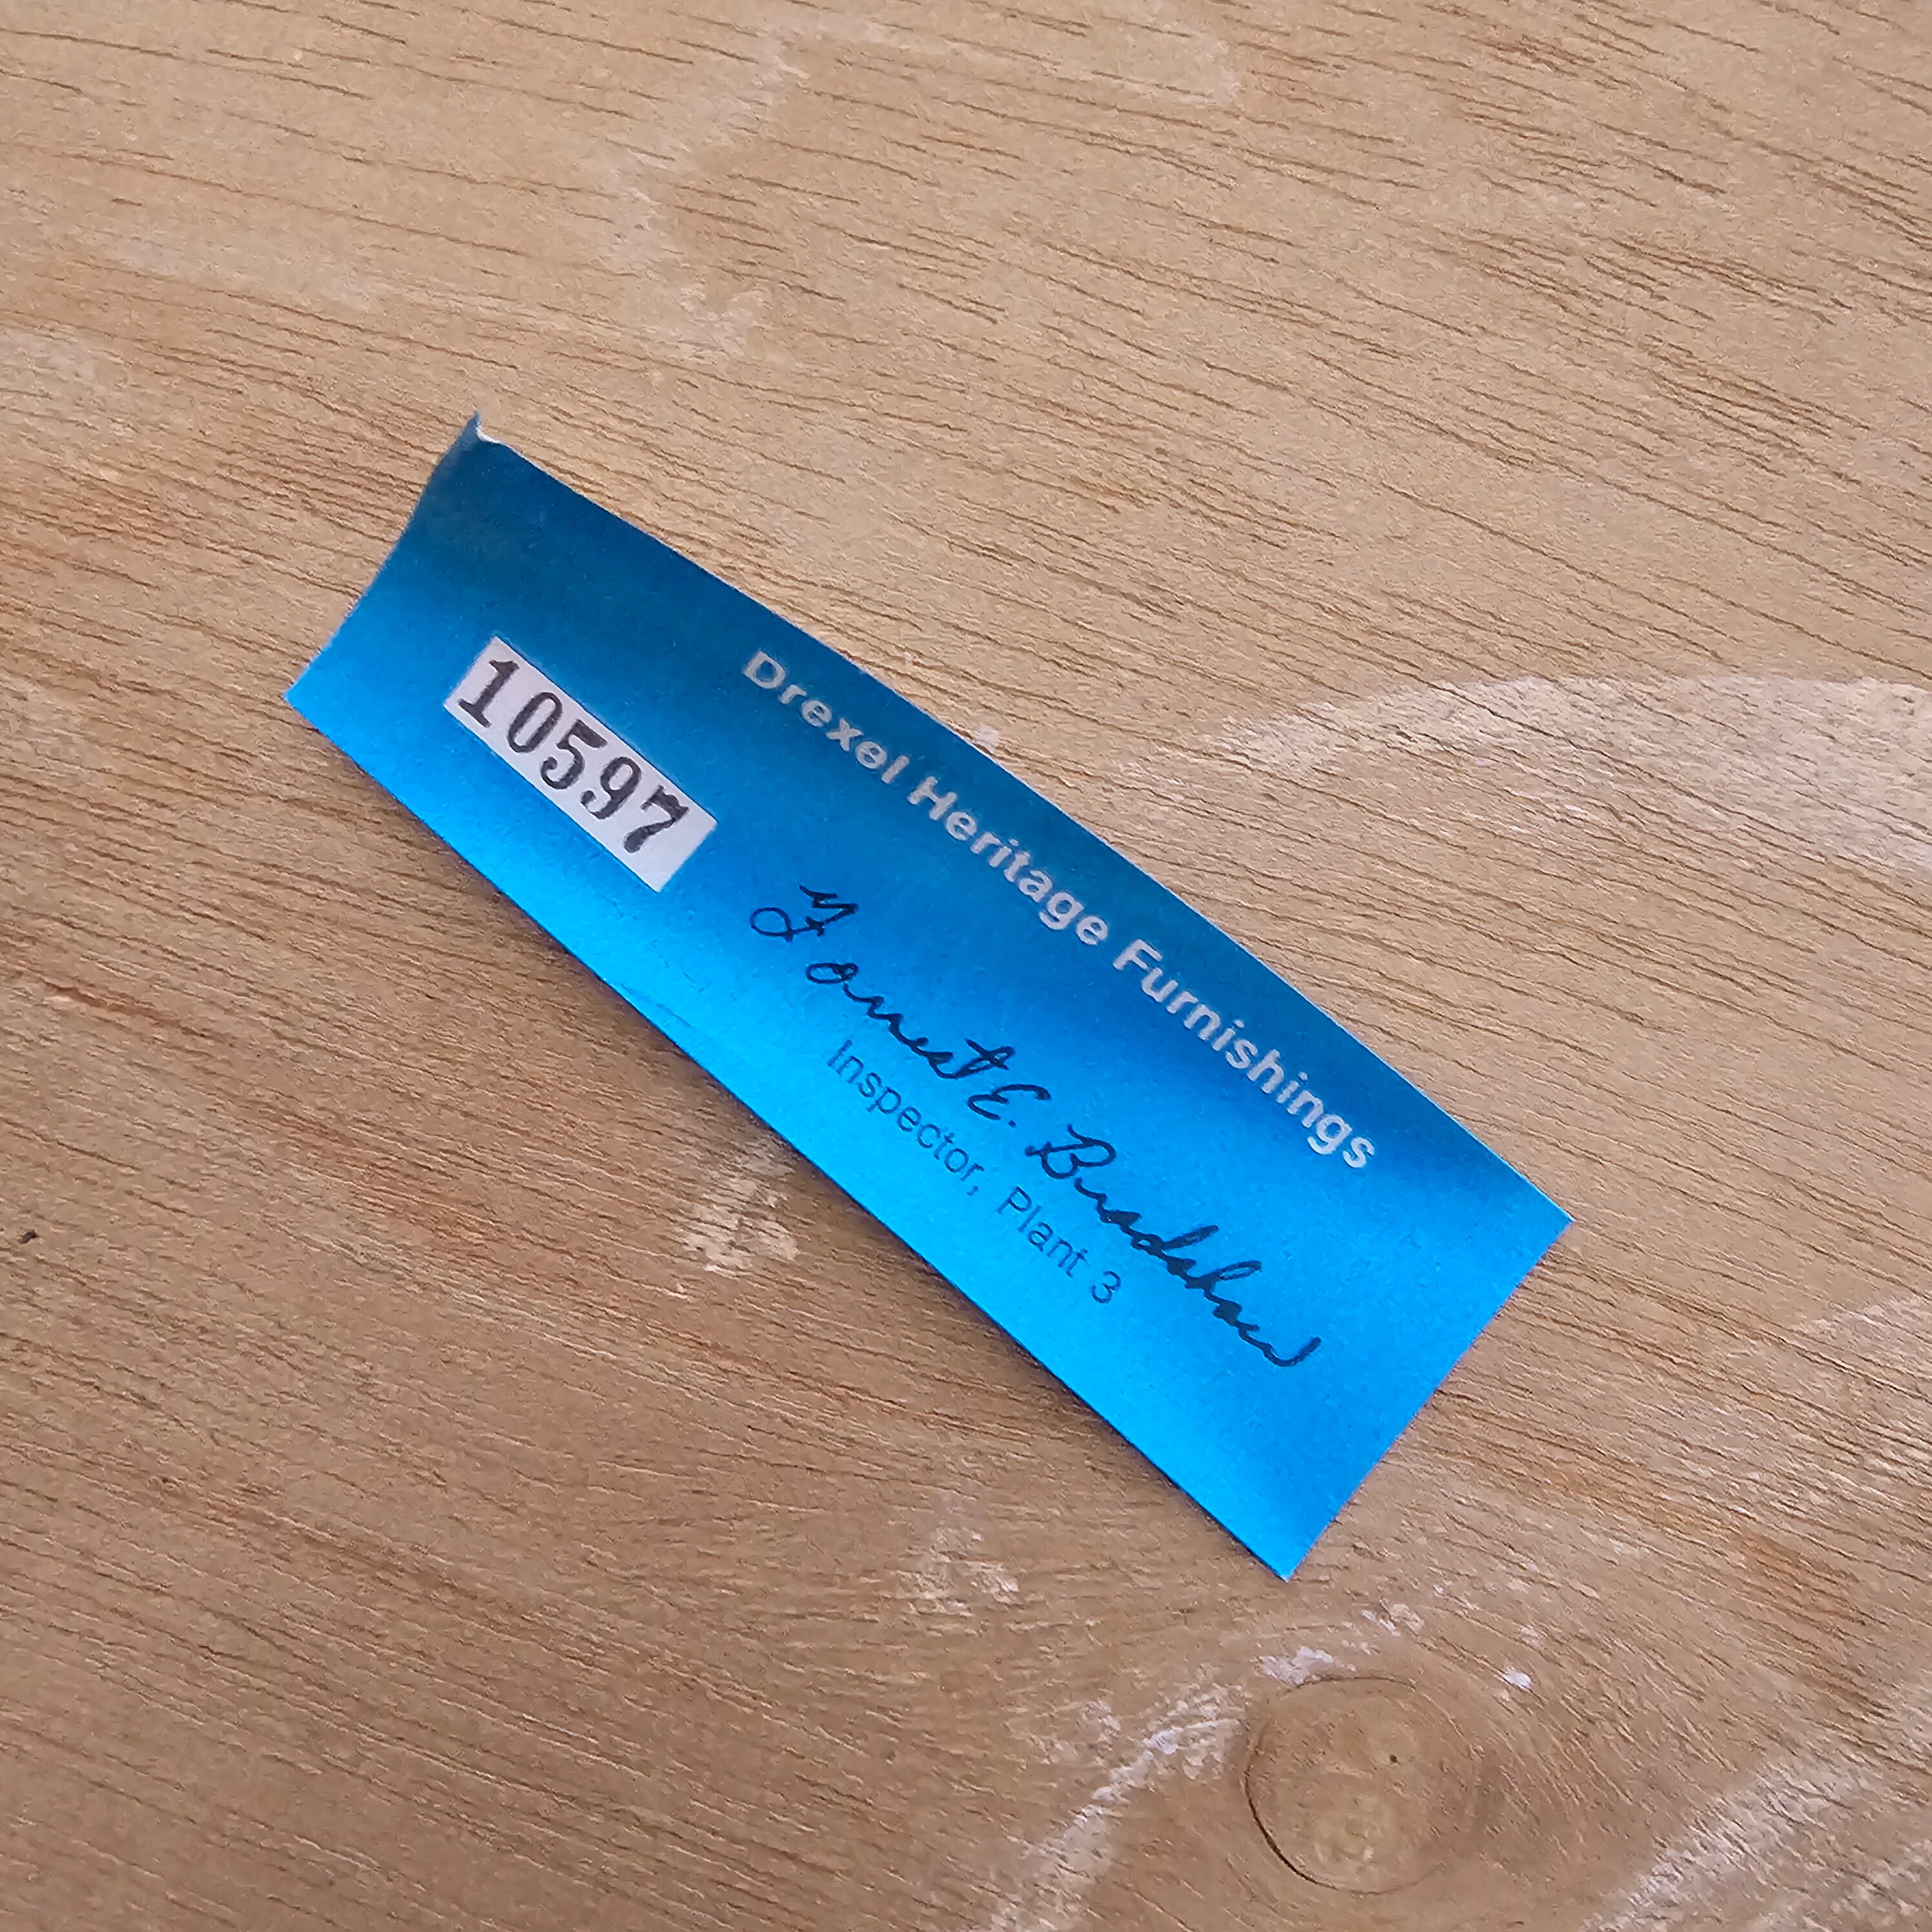 Drexel Heritage Furnishings
10597
Forrest E. Bradshaw
Inspector, Plant 3